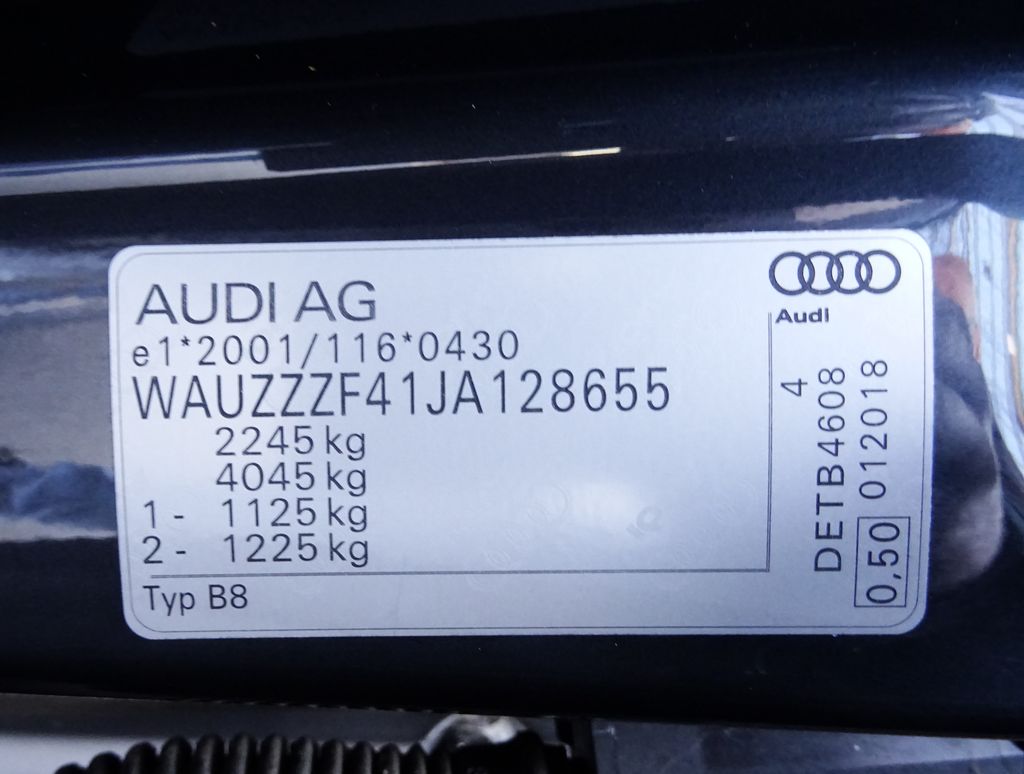 AUDI AG
e1*2001/116*0430
WAUZZZF41JA128655
2245 kg
4045 kg
1 - 1125 kg
2 - 1225 kg
Typ B8
Audi
4
DETB4608
0,50 012018